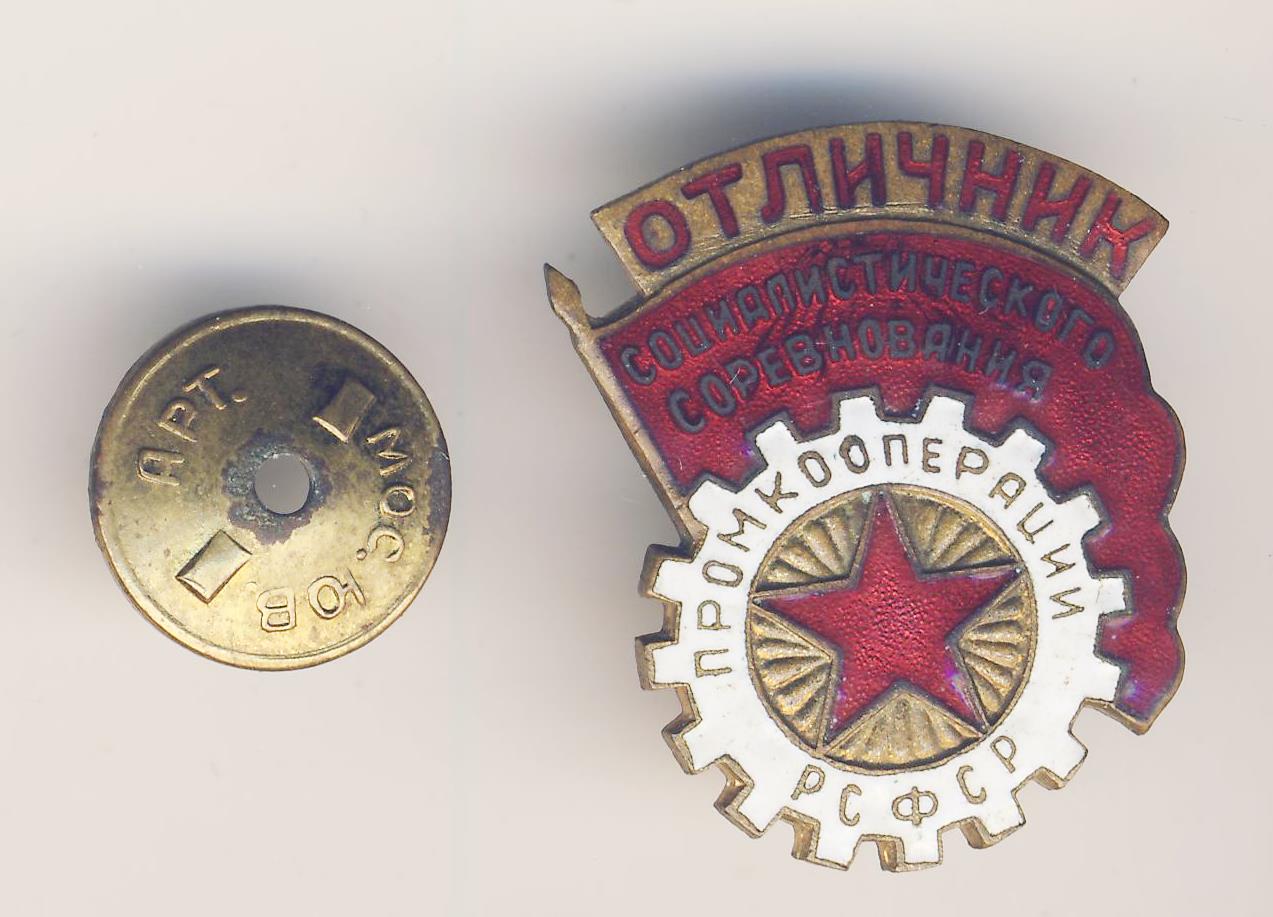 АРТ.
МОС.
ЮВ.
ОТЛИЧНИК
СОЦИАЛИСТИЧЕСКОГО
СОРЕВНОВАНИЯ
ПРОМКООПЕРАЦИИ
РСФСР